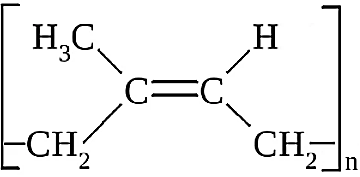 H₃C H
C=C
–CH₂ CH₂–
n